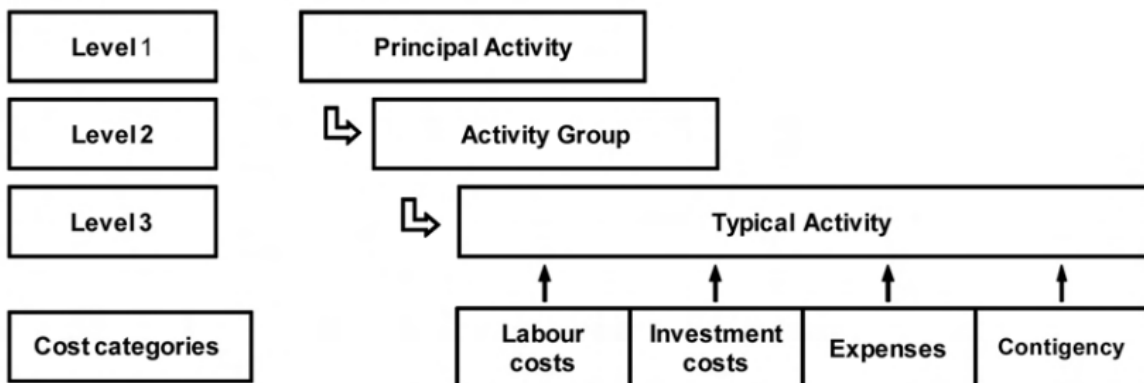 Level 1
Principal Activity
Level 2
Activity Group
Level 3
Typical Activity
Cost categories
Labour
costs
Investment
costs
Expenses
Contigency